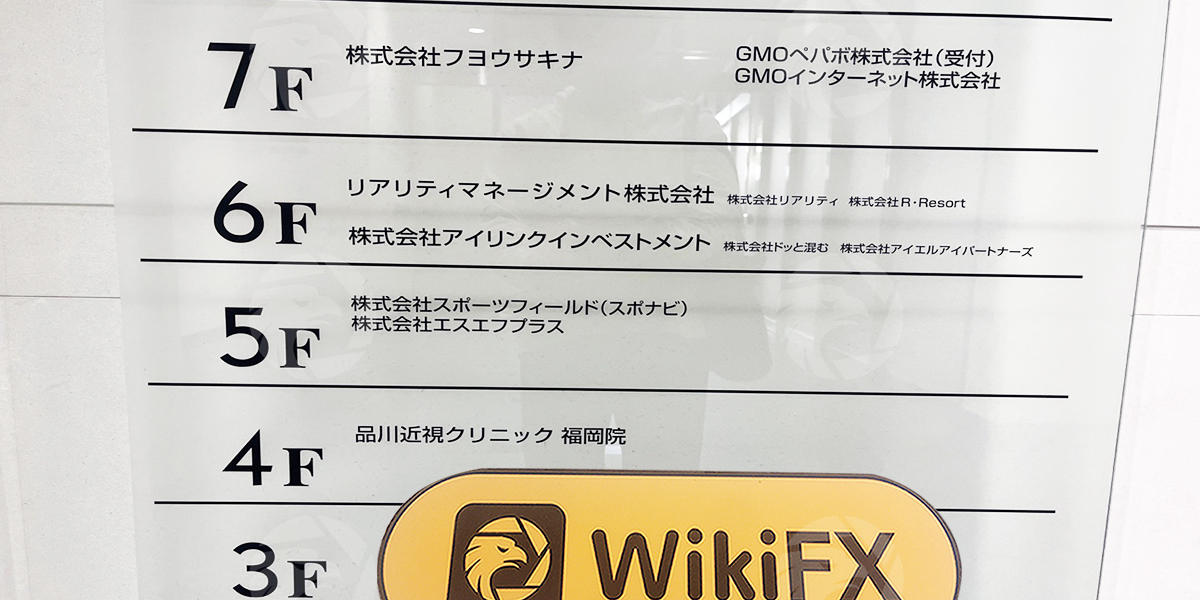 7F 株式会社フヨウサキナ GMOペパボ株式会社(受付)
GMOインターネット株式会社
6F リアリティマネージメント株式会社 株式会社リアリティ 株式会社R・Resort
株式会社アイリンクインベストメント 株式会社ドッと混む 株式会社アイエルアイパートナーズ
5F 株式会社スポーツフィールド(スポナビ)
株式会社エスエフプラス
4F 品川近視クリニック 福岡院
3F
WikiFX